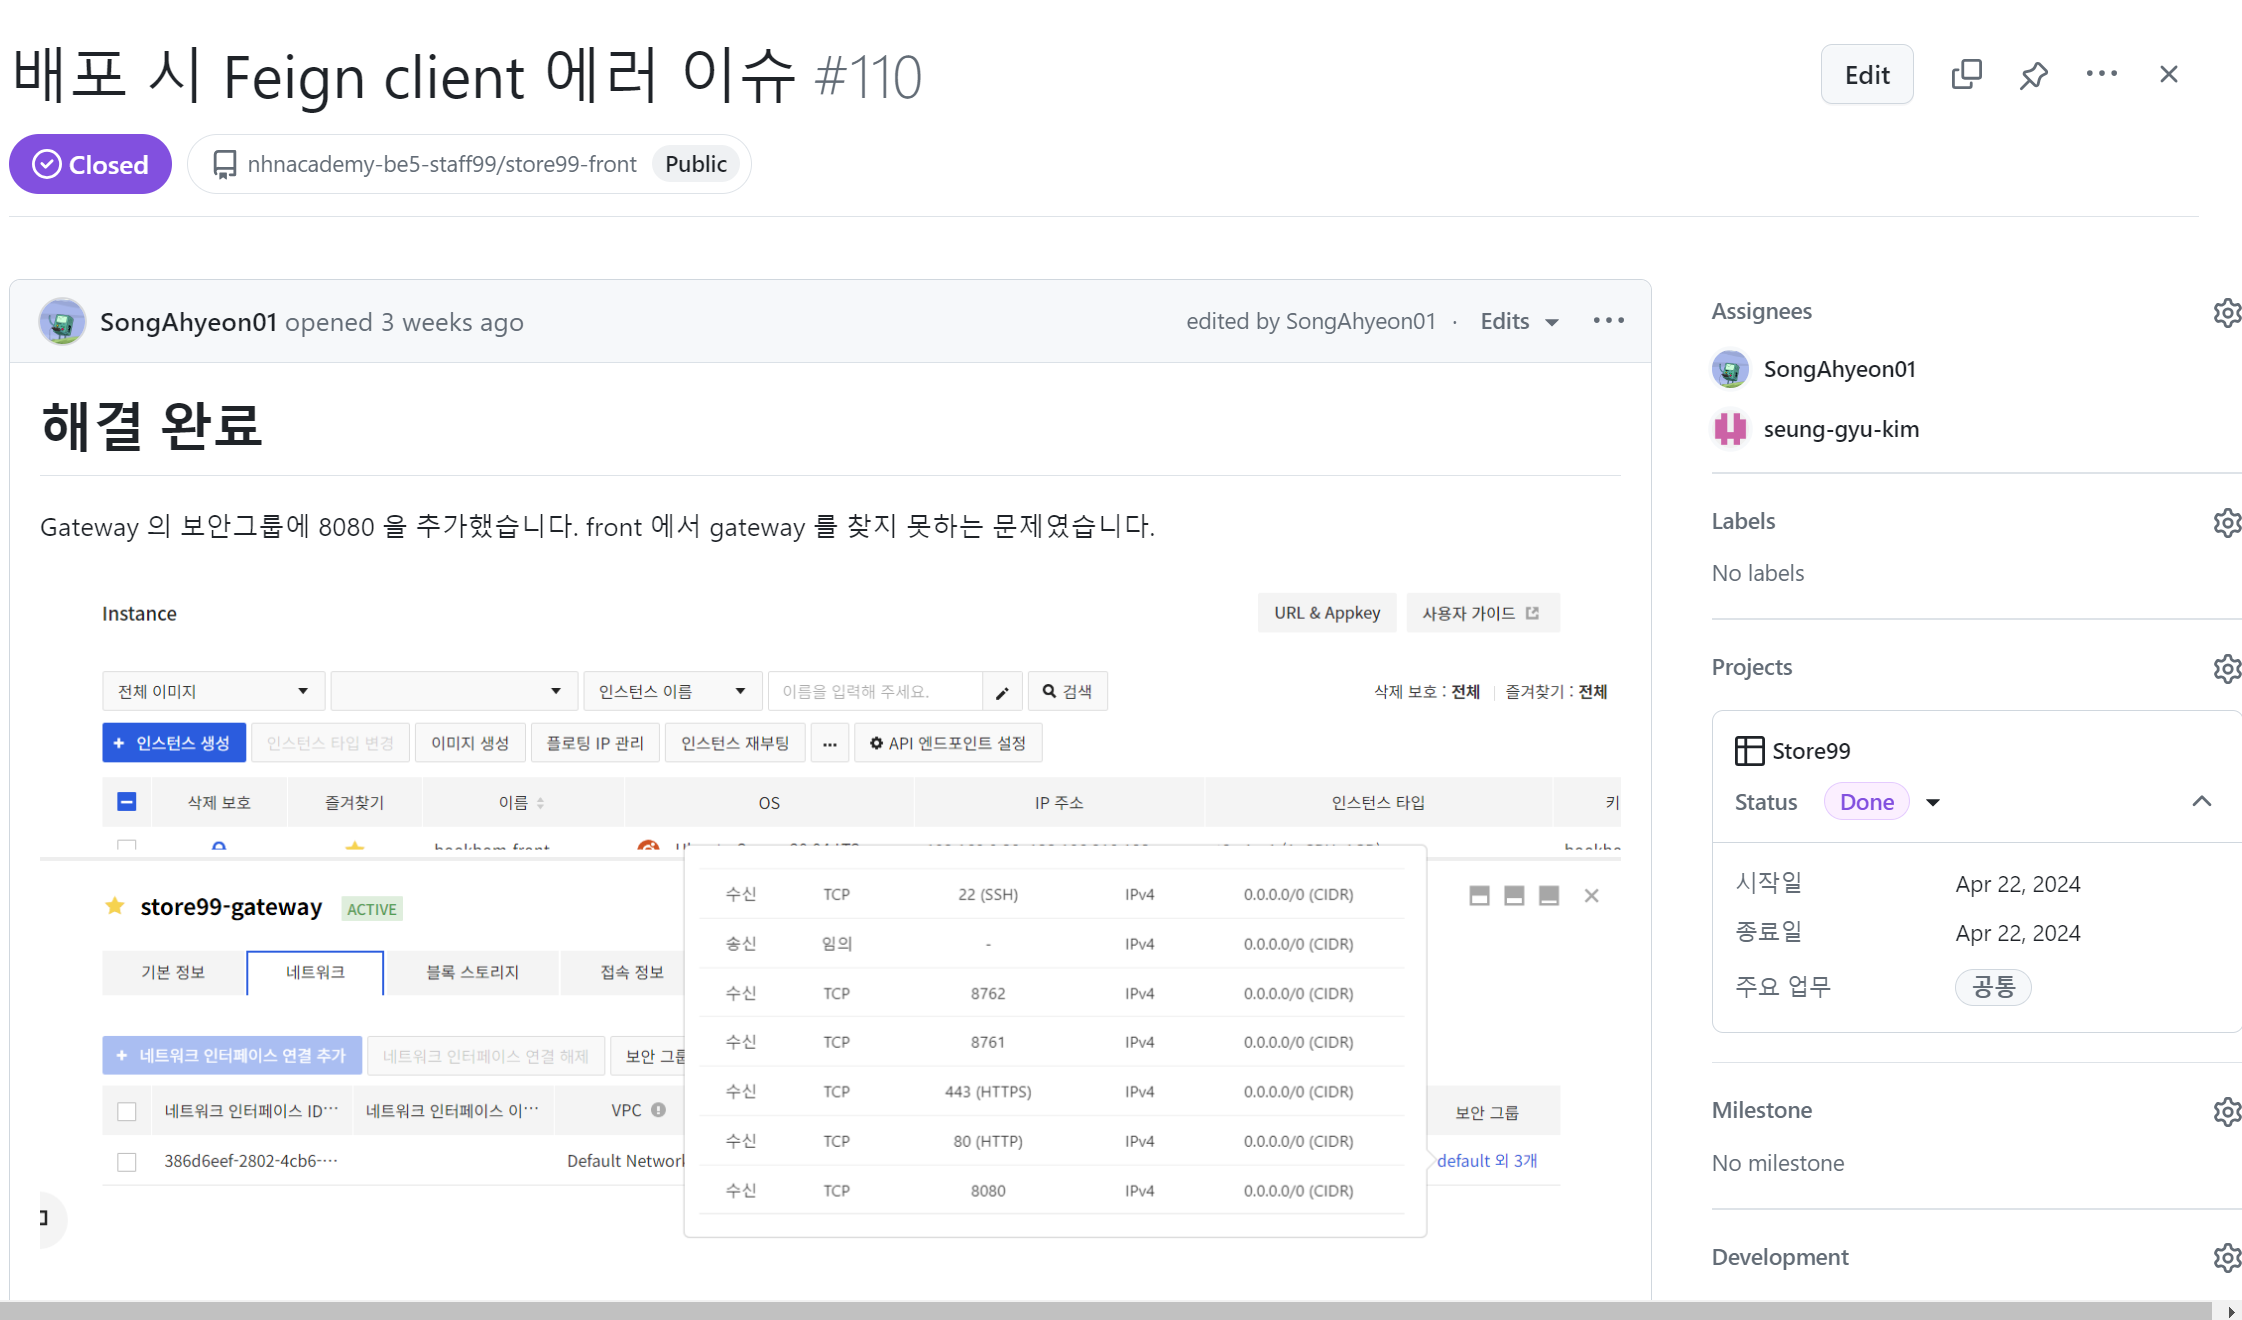 배포 시 Feign client 에러 이슈 #110
Edit
Closed
nhnacademy-be5-staff99/store99-front Public
SongAhyeon01 opened 3 weeks ago
edited by SongAhyeon01 · Edits
해결 완료
Gateway 의 보안그룹에 8080 을 추가했습니다. front 에서 gateway 를 찾지 못하는 문제였습니다.
Instance
URL & Appkey
사용자 가이드
전체 이미지
인스턴스 이름
이름을 입력해 주세요.
검색
삭제 보호 : 전체
즐겨찾기 : 전체
+ 인스턴스 생성
인스턴스 타입 변경
이미지 생성
플로팅 IP 관리
인스턴스 재부팅
...
API 엔드포인트 설정
삭제 보호 즐겨찾기 이름 OS IP 주소 인스턴스 타입 키
store99-gateway ACTIVE
기본 정보 네트워크 블록 스토리지 접속 정보
+ 네트워크 인터페이스 연결 추가
네트워크 인터페이스 연결 해제
보안 그룹
네트워크 인터페이스 ID… 네트워크 인터페이스 이… VPC 보안 그룹
386d6eef-2802-4cb6-… Default Network default 외 3개
수신 TCP 22 (SSH) IPv4 0.0.0.0/0 (CIDR)
송신 임의 - IPv4 0.0.0.0/0 (CIDR)
수신 TCP 8762 IPv4 0.0.0.0/0 (CIDR)
수신 TCP 8761 IPv4 0.0.0.0/0 (CIDR)
수신 TCP 443 (HTTPS) IPv4 0.0.0.0/0 (CIDR)
수신 TCP 80 (HTTP) IPv4 0.0.0.0/0 (CIDR)
수신 TCP 8080 IPv4 0.0.0.0/0 (CIDR)
Assignees
SongAhyeon01
seung-gyu-kim
Labels
No labels
Projects
Store99
Status Done
시작일 Apr 22, 2024
종료일 Apr 22, 2024
주요 업무 공통
Milestone
No milestone
Development